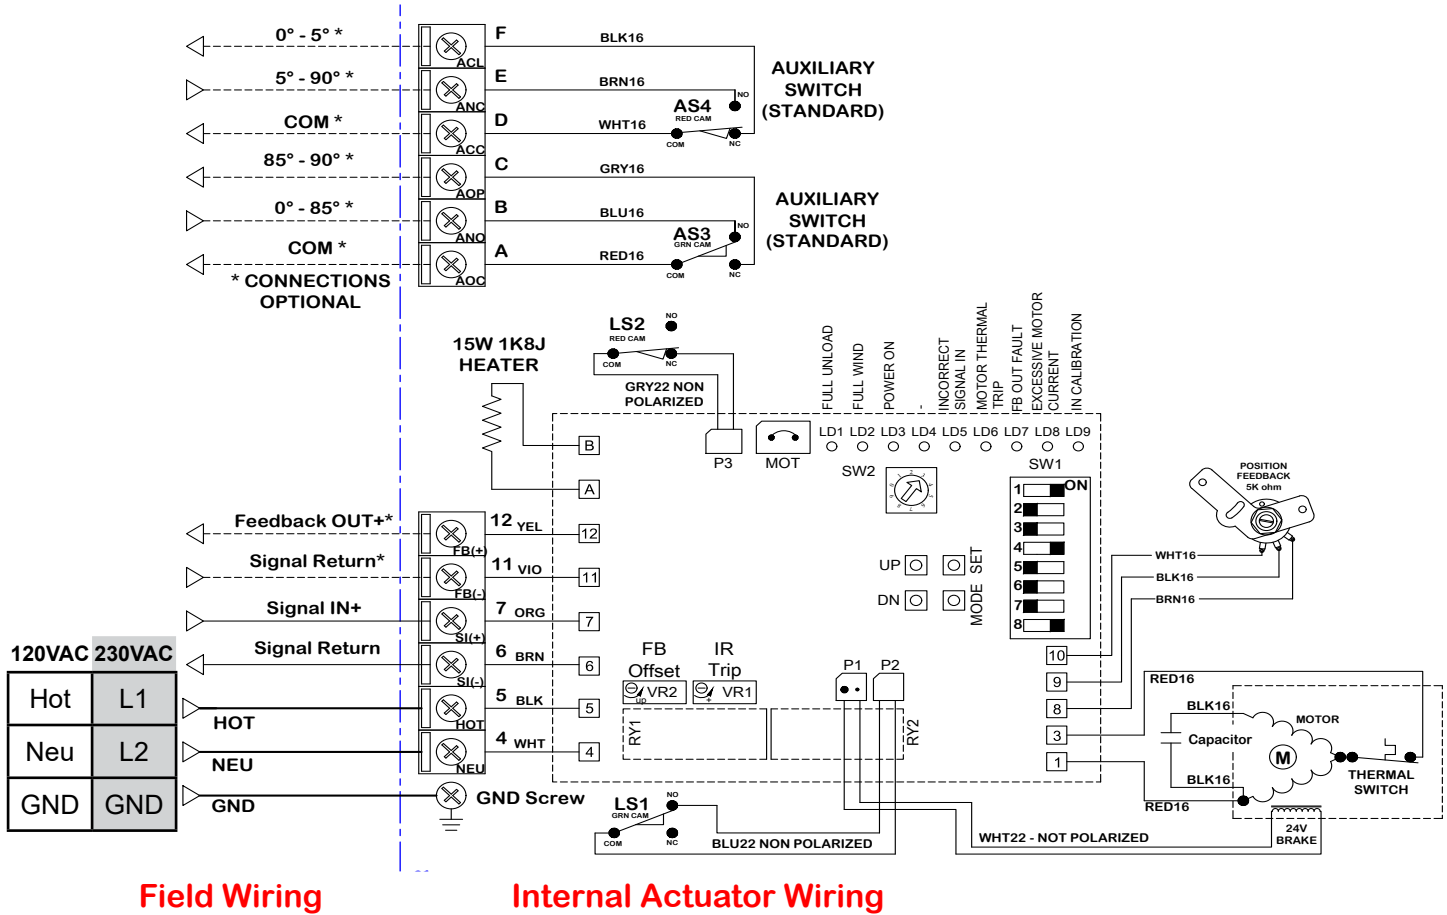 0° - 5° *
F
BLK16
ACL
5° - 90° *
E
BRN16
ANC
NO
AUXILIARY
SWITCH
(STANDARD)
AS4
RED CAM
COM *
D
WHT16
ACC
COM
NC
85° - 90° *
C
GRY16
AOP
0° - 85° *
B
BLU16
ANO
NO
AUXILIARY
SWITCH
(STANDARD)
AS3
GRN CAM
COM *
A
RED16
AOC
COM
NC
* CONNECTIONS
OPTIONAL
LS2
RED CAM
NO
COM
NC
GRY22 NON
POLARIZED
15W 1K8J
HEATER
FULL UNLOAD
FULL WIND
POWER ON
-
INCORRECT
SIGNAL IN
MOTOR THERMAL
TRIP
FB OUT FAULT
EXCESSIVE MOTOR
CURRENT
IN CALIBRATION
LD1 LD2 LD3 LD4 LD5 LD6 LD7 LD8 LD9
B
A
P3
MOT
SW2
SW1
ON
1
2
3
4
5
6
7
8
POSITION
FEEDBACK
5K ohm
Feedback OUT+*
12
YEL
12
FB(+)
Signal Return*
11
VIO
11
FB(-)
Signal IN+
7
ORG
7
SI(+)
Signal Return
6
BRN
6
SI(-)
UP
SET
DN
MODE
WHT16
BLK16
BRN16
10
9
8
3
1
120VAC 230VAC
Hot L1
Neu L2
GND GND
HOT
5
BLK
5
HOT
NEU
4
WHT
4
NEU
GND
GND Screw
FB
Offset
VR2
up
IR
Trip
VR1
+
P1
P2
RY1
RY2
RED16
BLK16
MOTOR
Capacitor
M
BLK16
THERMAL
SWITCH
RED16
24V
BRAKE
LS1
GRN CAM
NO
COM
NC
BLU22 NON POLARIZED
WHT22 - NOT POLARIZED
Field Wiring
Internal Actuator Wiring